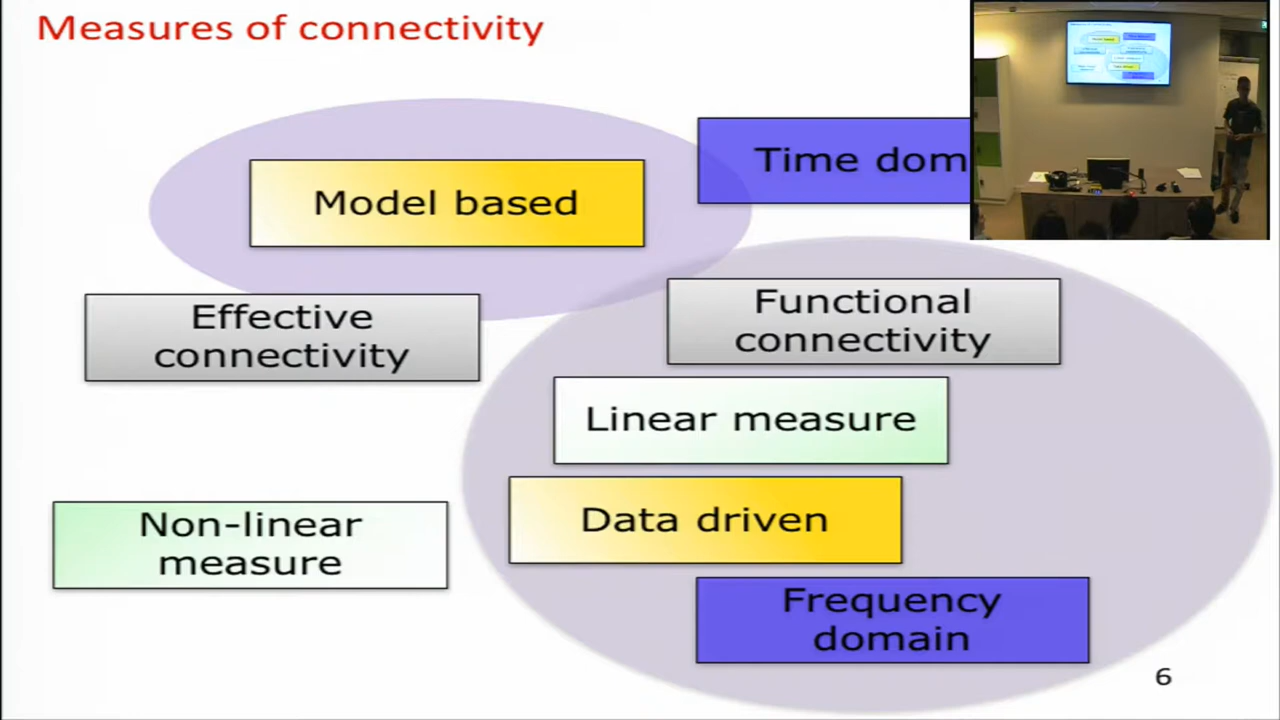 Measures of connectivity
Time dom
Model based
Effective
connectivity
Functional
connectivity
Linear measure
Non-linear
measure
Data driven
Frequency
domain
6